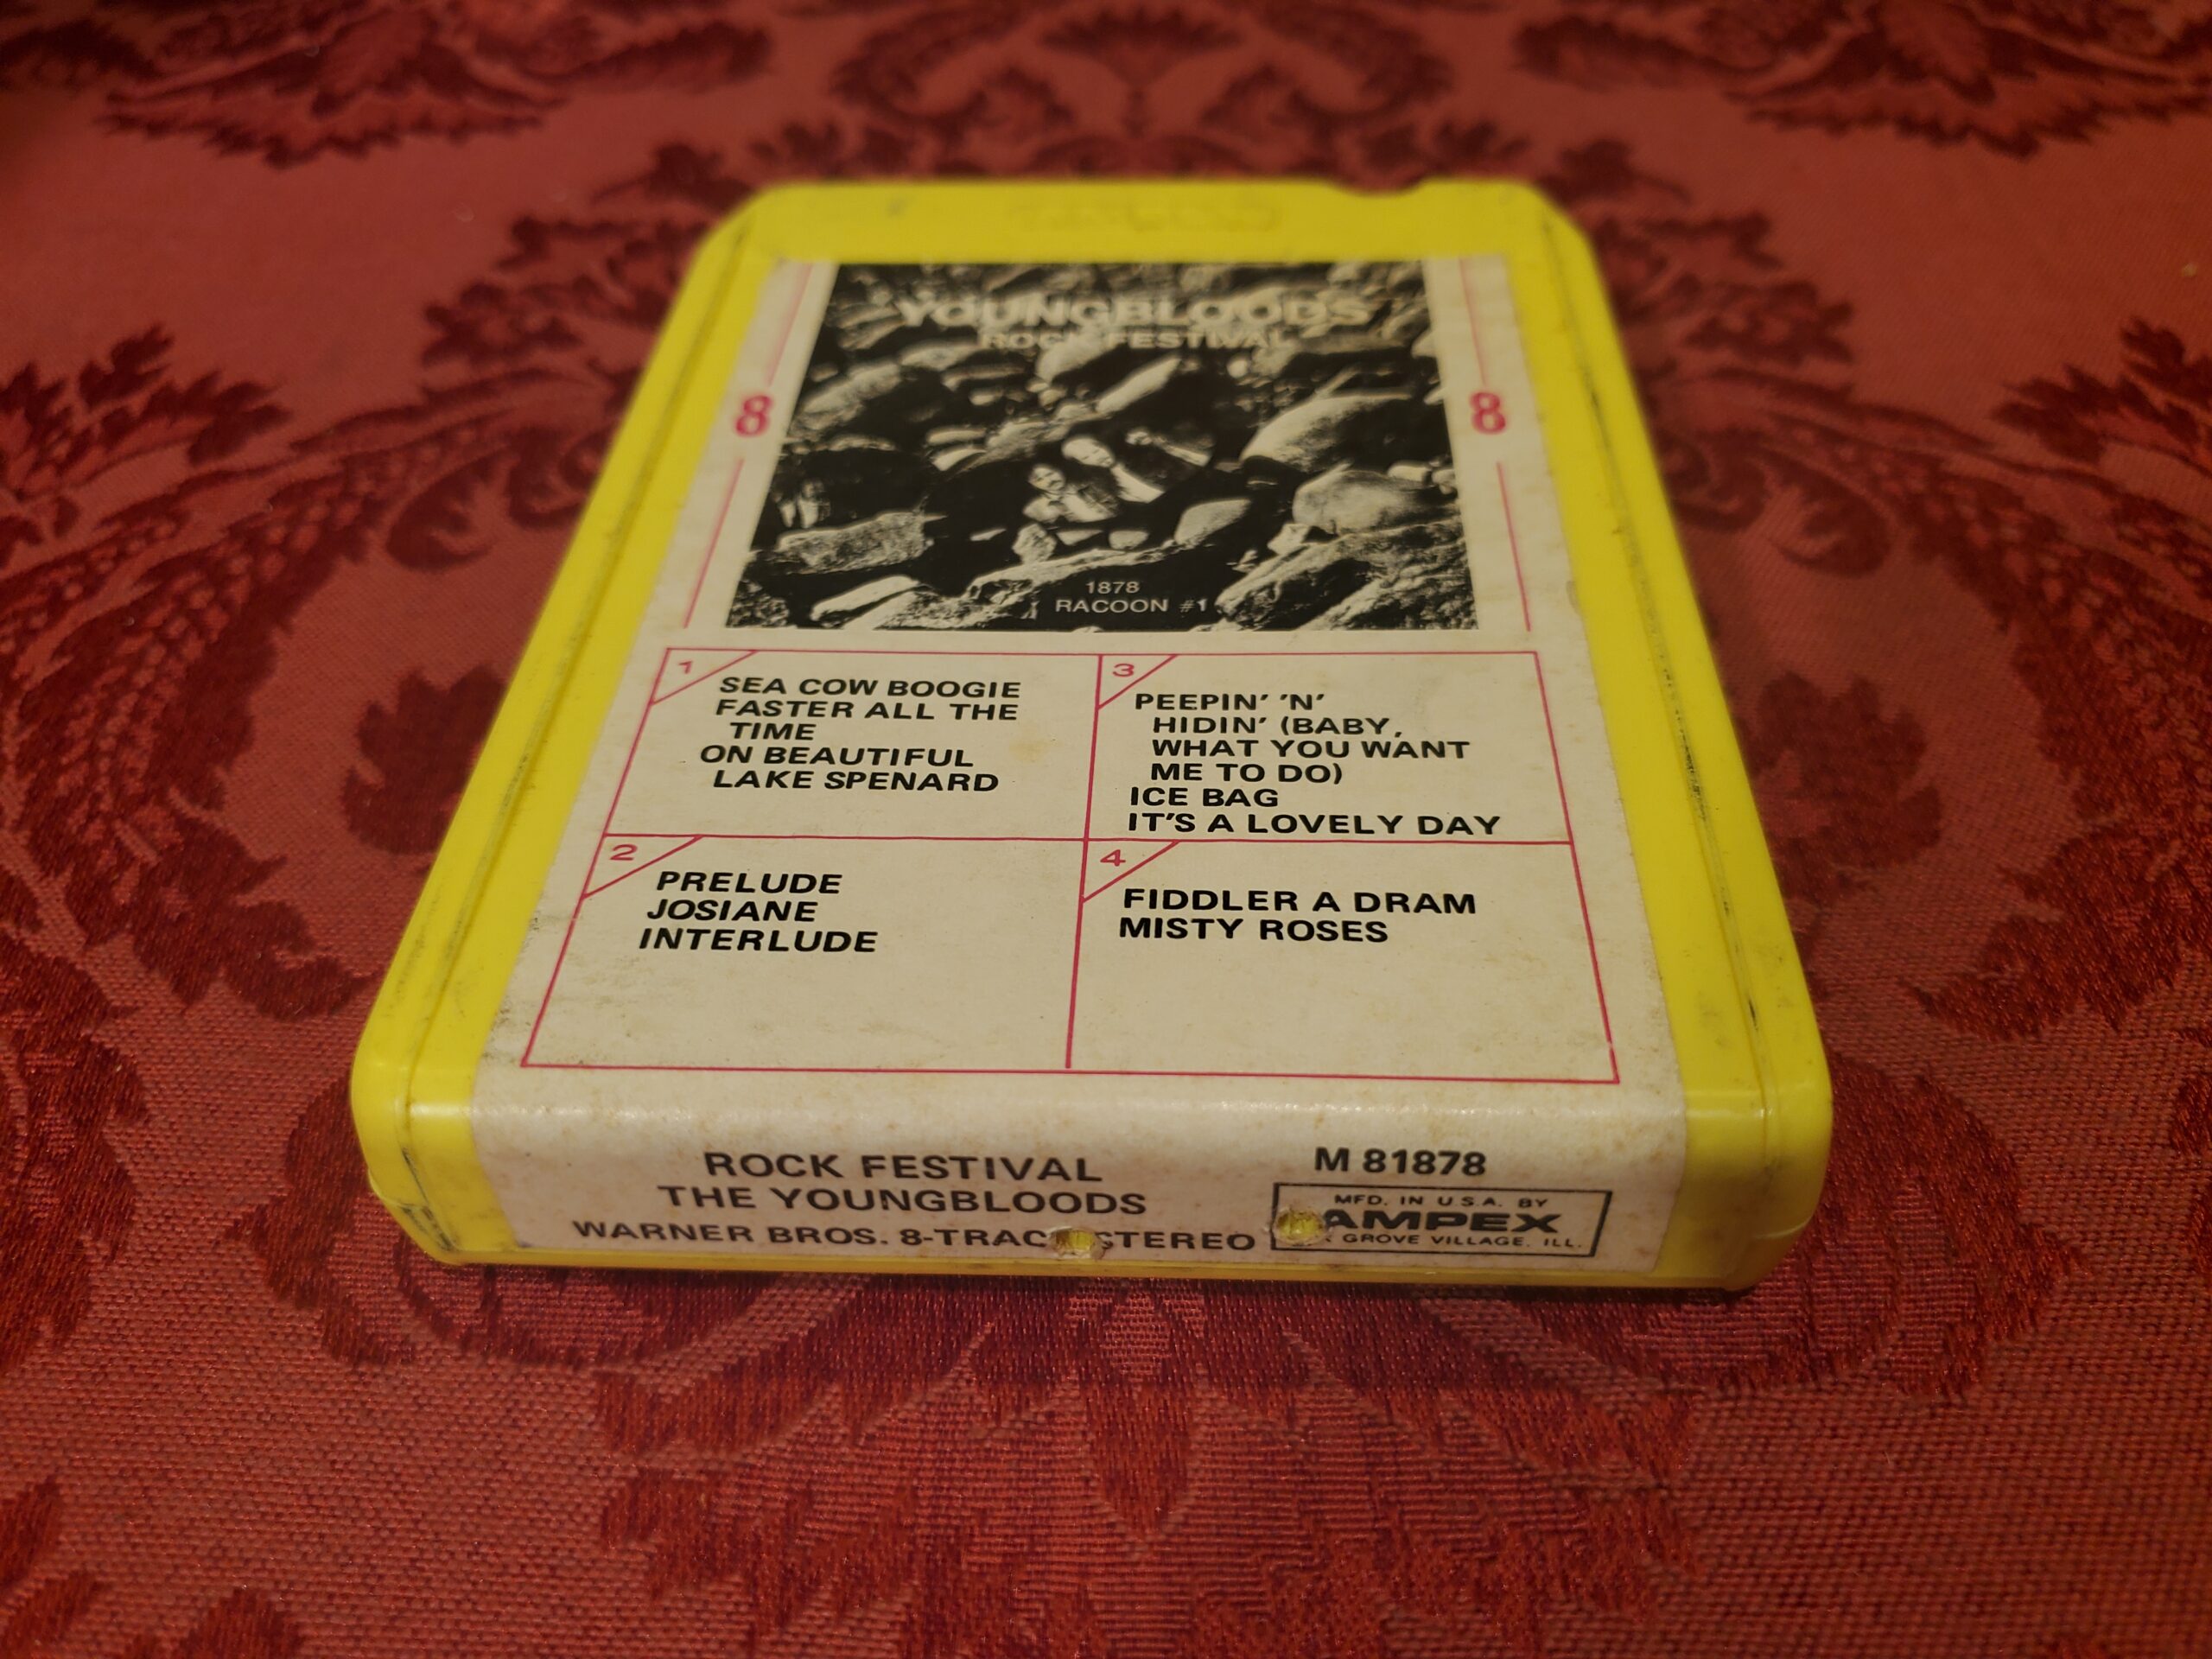 YOUNGBLOODS
ROCK FESTIVAL
8
8
1878
RACOON #1
1
SEA COW BOOGIE
FASTER ALL THE
TIME
ON BEAUTIFUL
LAKE SPENARD
2
PRELUDE
JOSIANE
INTERLUDE
3
PEEPIN' 'N'
HIDIN' (BABY,
WHAT YOU WANT
ME TO DO)
ICE BAG
IT'S A LOVELY DAY
4
FIDDLER A DRAM
MISTY ROSES
ROCK FESTIVAL
THE YOUNGBLOODS
WARNER BROS. 8-TRAC STEREO
M 81878
MFD. IN U.S.A. BY
AMPEX
GROVE VILLAGE, ILL.